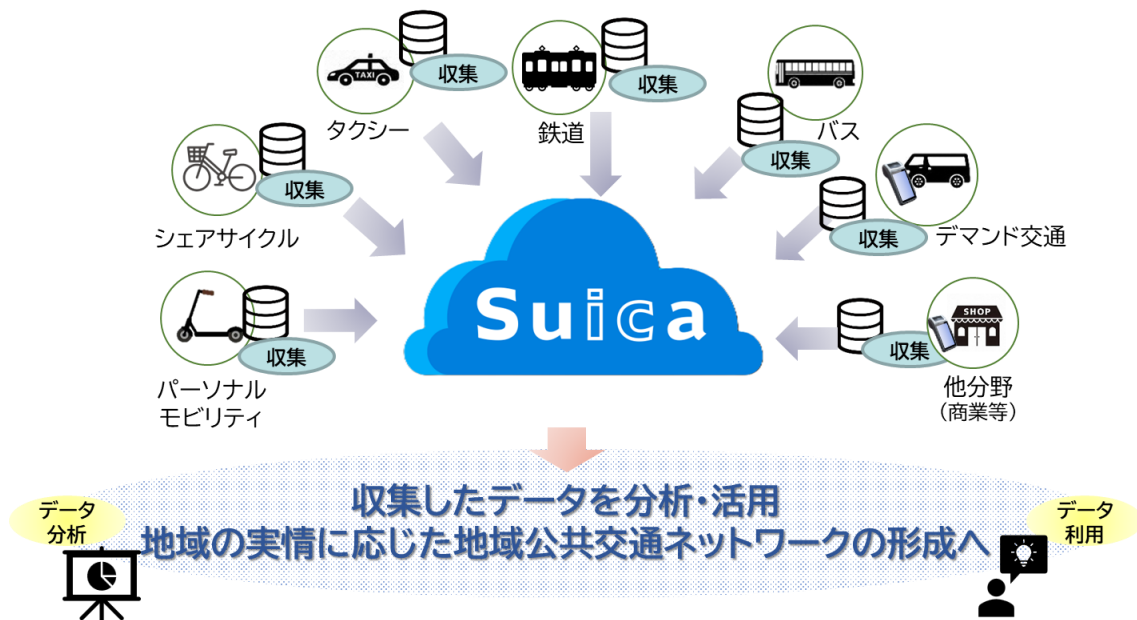 TAXI
収集
タクシー
収集
鉄道
バス
収集
収集
シェアサイクル
収集
デマンド交通
Suica
収集
パーソナル
モビリティ
SHOP
収集
他分野
(商業等)
データ
分析
収集したデータを分析・活用
地域の実情に応じた地域公共交通ネットワークの形成へ
データ
利用